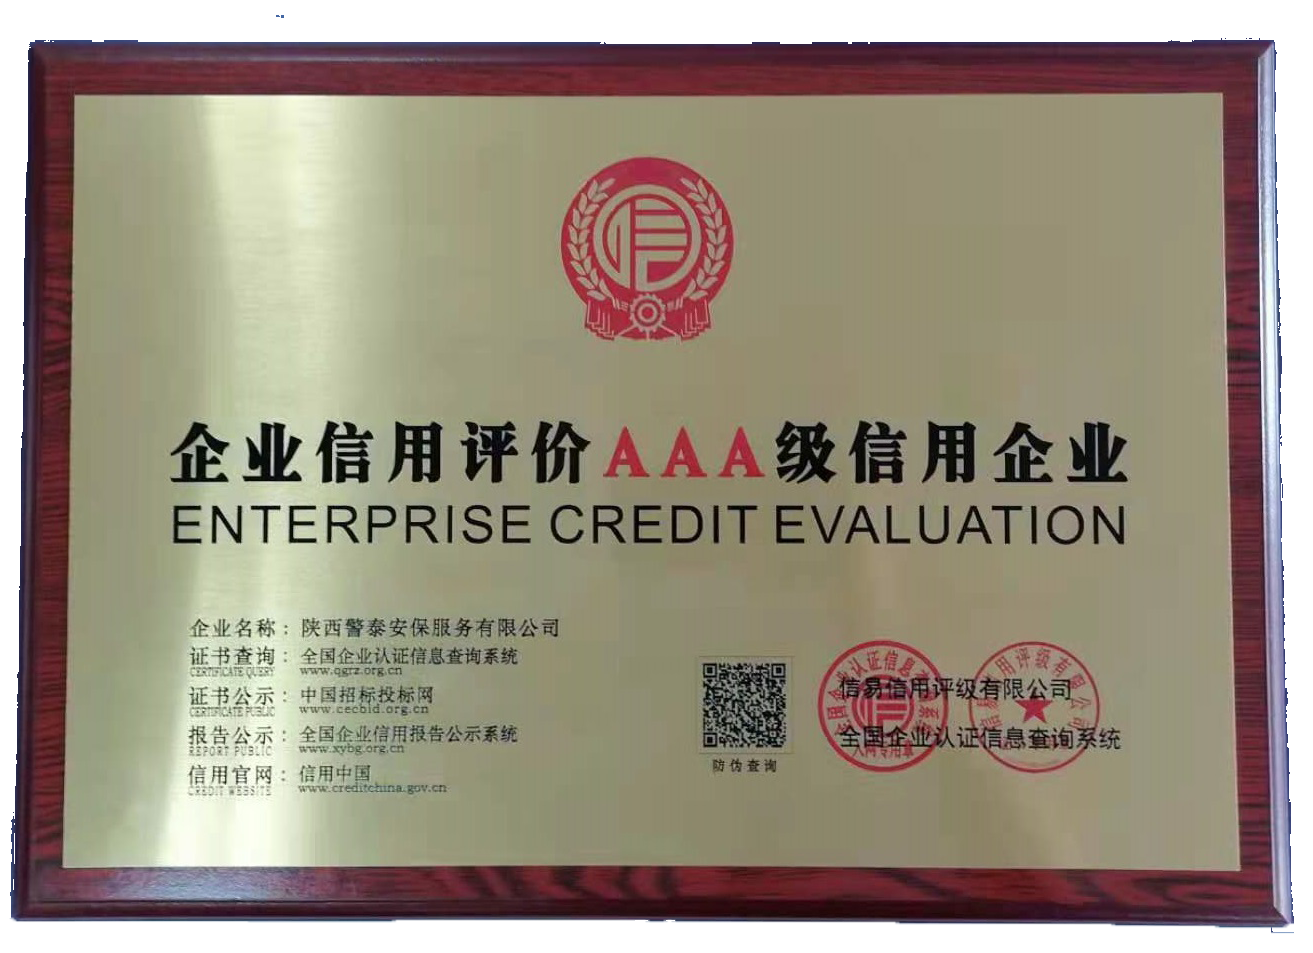 信
企业信用评价AAA级信用企业
ENTERPRISE CREDIT EVALUATION
企业名称：陕西警泰安保服务有限公司
证书查询：全国企业认证信息查询系统
CERTIFICATE QUERY www.qgrz.org.cn
证书公示：中国招标投标网
CERTIFICATE PUBLIC www.cecbid.org.cn
报告公示：全国企业信用报告公示系统
REPORT PUBLIC www.xybg.org.cn
信用官网：信用中国
CREDIT WEBSITE www.creditchina.gov.cn
防伪查询
信易信用评级有限公司
全国企业认证信息查询系统
入网专用章